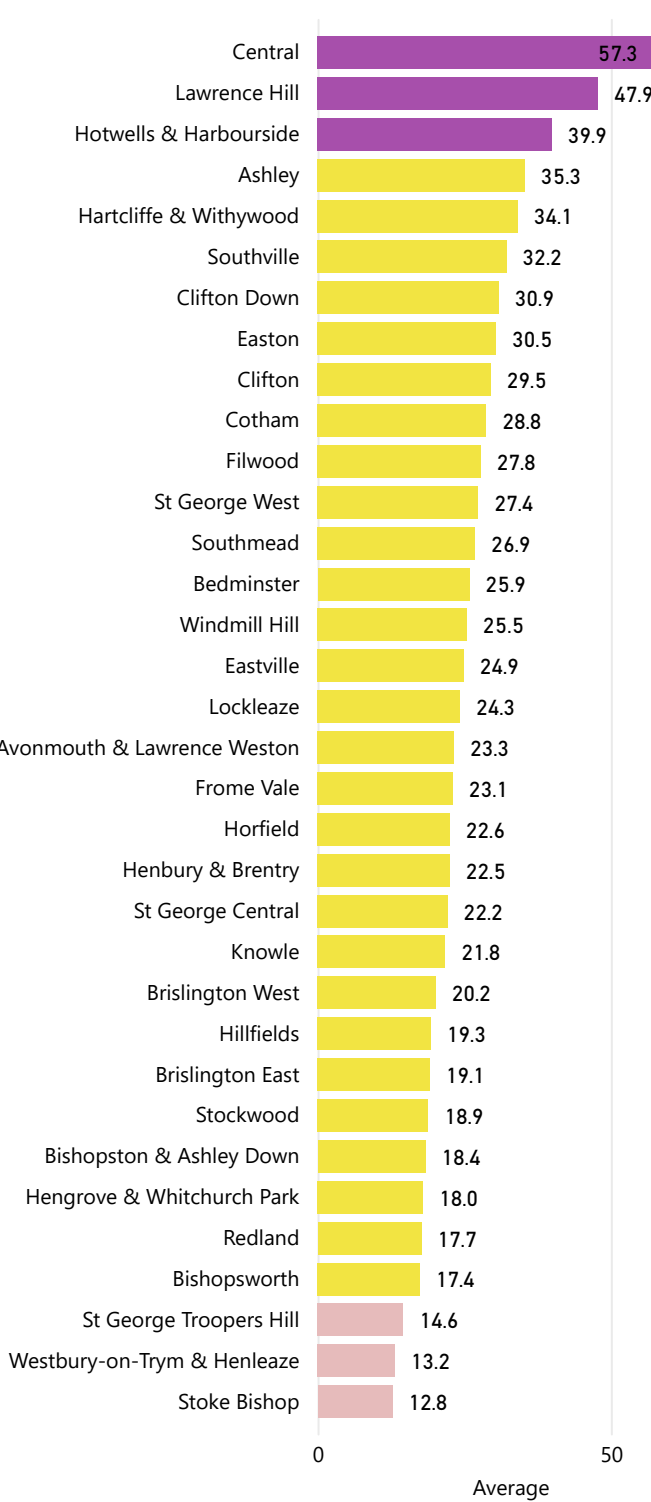 Central 57.3
Lawrence Hill 47.9
Hotwells & Harbourside 39.9
Ashley 35.3
Hartcliffe & Withywood 34.1
Southville 32.2
Clifton Down 30.9
Easton 30.5
Clifton 29.5
Cotham 28.8
Filwood 27.8
St George West 27.4
Southmead 26.9
Bedminster 25.9
Windmill Hill 25.5
Eastville 24.9
Lockleaze 24.3
Avonmouth & Lawrence Weston 23.3
Frome Vale 23.1
Horfield 22.6
Henbury & Brentry 22.5
St George Central 22.2
Knowle 21.8
Brislington West 20.2
Hillfields 19.3
Brislington East 19.1
Stockwood 18.9
Bishopston & Ashley Down 18.4
Hengrove & Whitchurch Park 18.0
Redland 17.7
Bishopsworth 17.4
St George Troopers Hill 14.6
Westbury-on-Trym & Henleaze 13.2
Stoke Bishop 12.8
0 50
Average